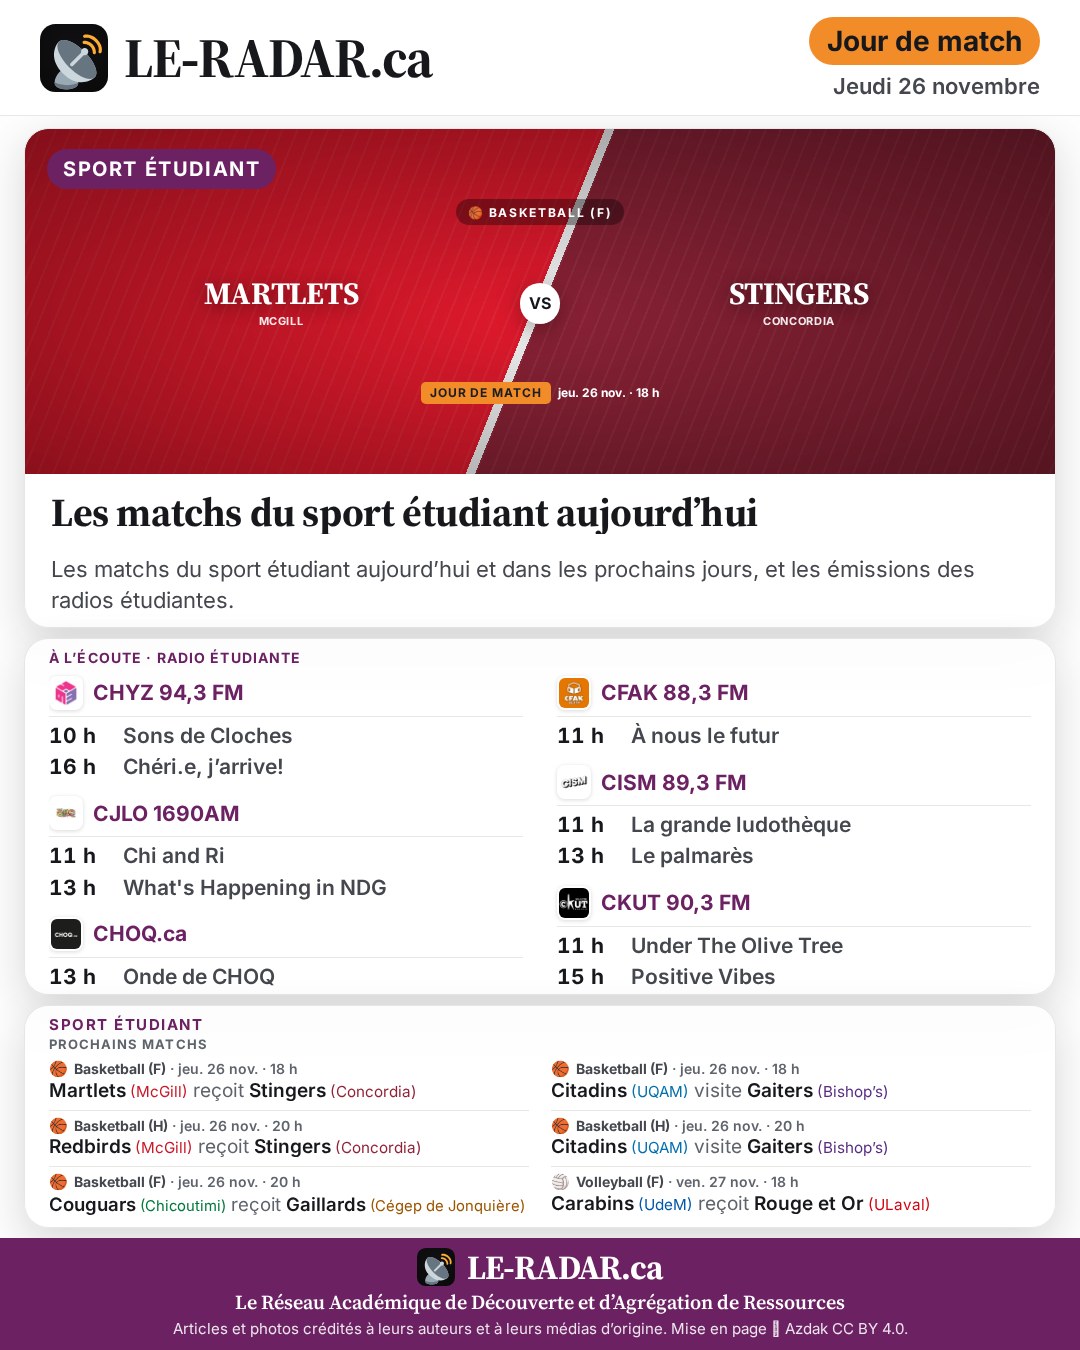 LE-RADAR.ca
Jour de match
Jeudi 26 novembre
SPORT ÉTUDIANT
BASKETBALL (F)
MARTLETS
MCGILL
VS
STINGERS
CONCORDIA
JOUR DE MATCH jeu. 26 nov. · 18 h
Les matchs du sport étudiant aujourd’hui
Les matchs du sport étudiant aujourd’hui et dans les prochains jours, et les émissions des
radios étudiantes.
À L’ÉCOUTE · RADIO ÉTUDIANTE
CHYZ 94,3 FM
10 h Sons de Cloches
16 h Chéri.e, j’arrive!
CJLO 1690AM
11 h Chi and Ri
13 h What's Happening in NDG
CHOQ.ca
13 h Onde de CHOQ
CFAK
CFAK 88,3 FM
11 h À nous le futur
CISM
CISM 89,3 FM
11 h La grande ludothèque
13 h Le palmarès
CKUT
CKUT 90,3 FM
11 h Under The Olive Tree
15 h Positive Vibes
SPORT ÉTUDIANT
PROCHAINS MATCHS
Basketball (F) · jeu. 26 nov. · 18 h
Martlets (McGill) reçoit Stingers (Concordia)
Basketball (H) · jeu. 26 nov. · 20 h
Redbirds (McGill) reçoit Stingers (Concordia)
Basketball (F) · jeu. 26 nov. · 20 h
Couguars (Chicoutimi) reçoit Gaillards (Cégep de Jonquière)
Basketball (F) · jeu. 26 nov. · 18 h
Citadins (UQAM) visite Gaiters (Bishop’s)
Basketball (H) · jeu. 26 nov. · 20 h
Citadins (UQAM) visite Gaiters (Bishop’s)
Volleyball (F) · ven. 27 nov. · 18 h
Carabins (UdeM) reçoit Rouge et Or (ULaval)
LE-RADAR.ca
Le Réseau Académique de Découverte et d’Agrégation de Ressources
Articles et photos crédités à leurs auteurs et à leurs médias d’origine. Mise en page Azdak CC BY 4.0.